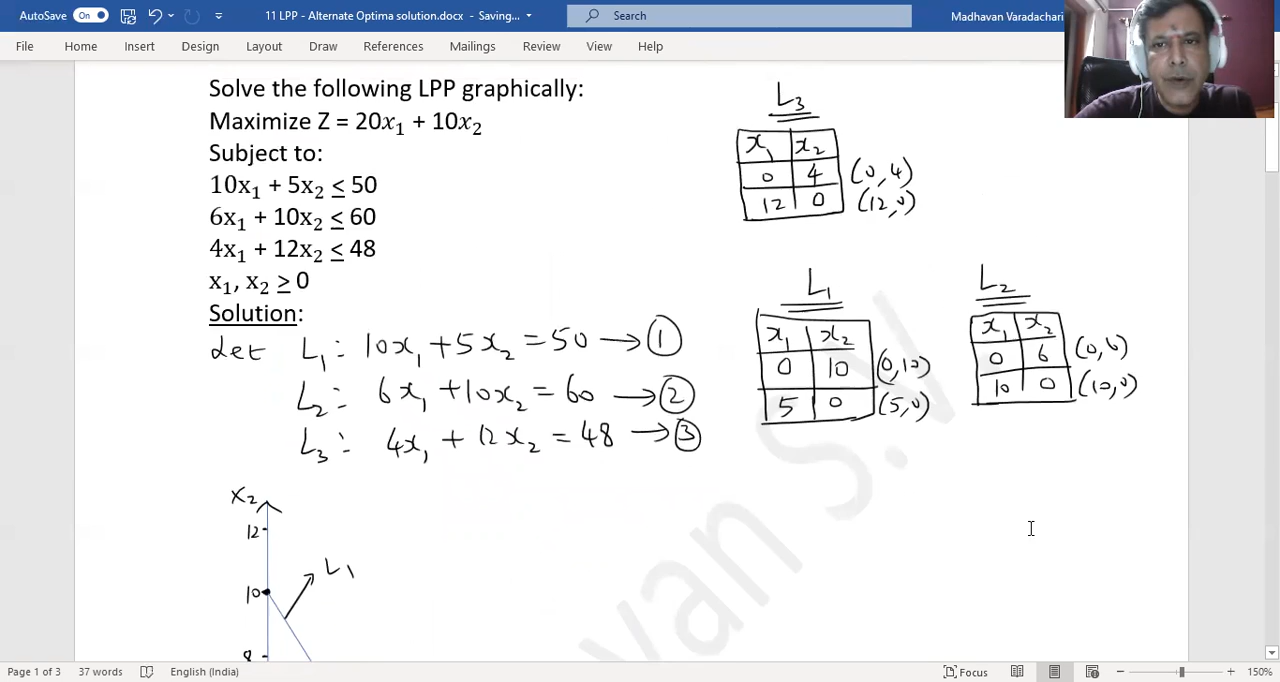 AutoSave On 11 LPP - Alternate Optima solution.docx - Saving... Search Madhavan Varadachari
File Home Insert Design Layout Draw References Mailings Review View Help
Solve the following LPP graphically:
Maximize Z = 20x₁ + 10x₂
Subject to:
10x₁ + 5x₂ ≤ 50
6x₁ + 10x₂ ≤ 60
4x₁ + 12x₂ ≤ 48
x₁, x₂ ≥ 0
Solution:
L₃
x₁ x₂
0 4 (0,4)
12 0 (12,0)
L₁
x₁ x₂
0 10 (0,10)
5 0 (5,0)
L₂
x₁ x₂
0 6 (0,6)
10 0 (10,0)
let L₁: 10x₁ + 5x₂ = 50 → ①
L₂: 6x₁ + 10x₂ = 60 → ②
L₃: 4x₁ + 12x₂ = 48 → ③
x₂
12
L₁
10
8
van S.V
Page 1 of 3 37 words English (India) Focus 150%